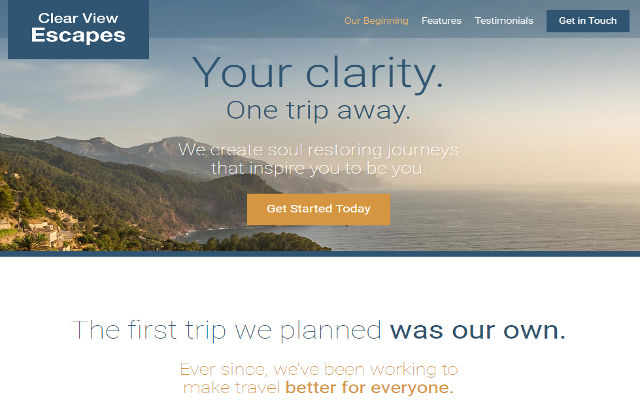 Clear View
Escapes
Our Beginning
Features
Testimonials
Get in Touch
Your clarity.
One trip away.
We create soul restoring journeys
that inspire you to be you.
Get Started Today
The first trip we planned was our own.
Ever since, we've been working to
make travel better for everyone.